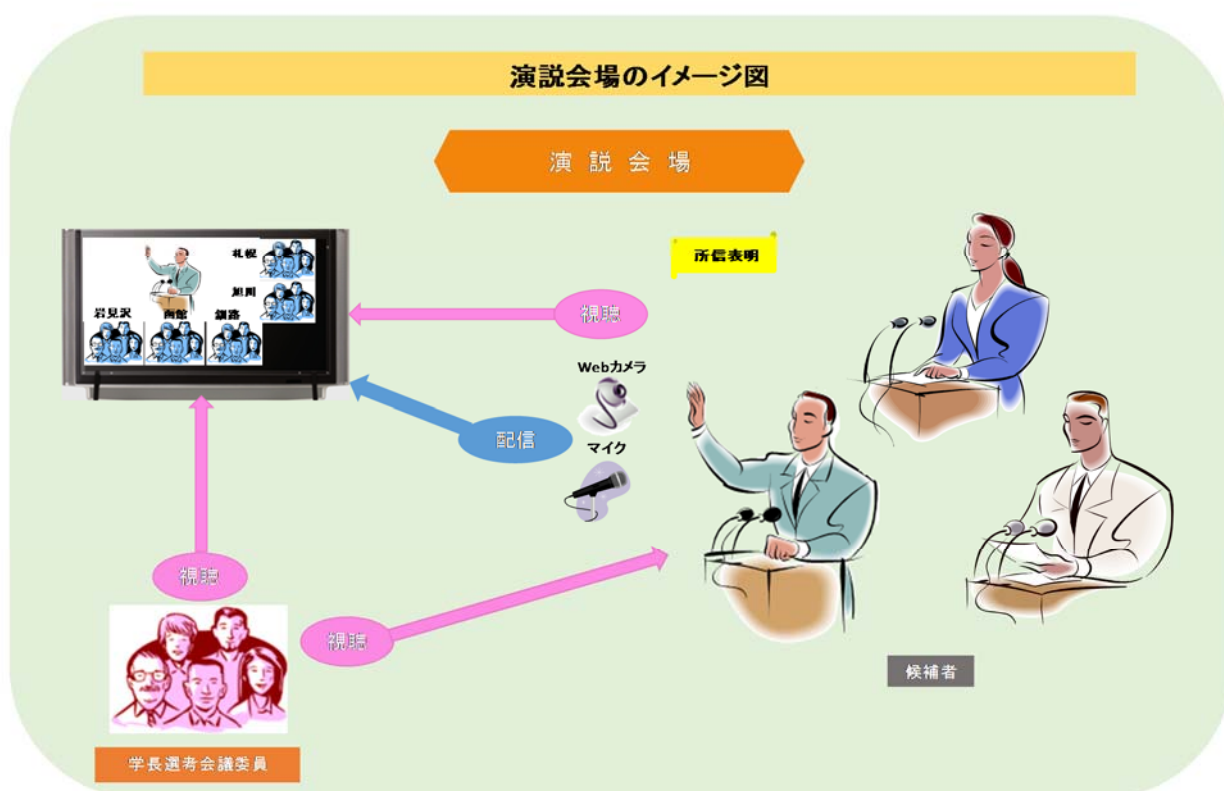 演説会場のイメージ図
演説会場
札幌
旭川
岩見沢 函館 釧路
所信表明
視聴
Webカメラ
配信
マイク
視聴
視聴
候補者
学長選考会議委員